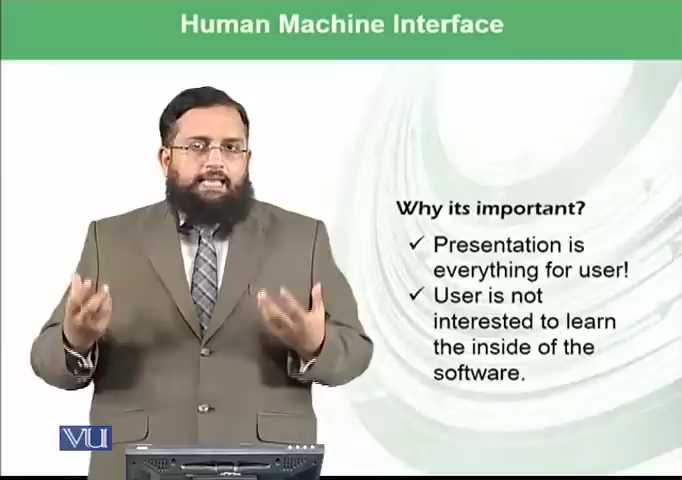 Human Machine Interface
Why its important?
✓ Presentation is
everything for user!
✓ User is not
interested to learn
the inside of the
software.
VU